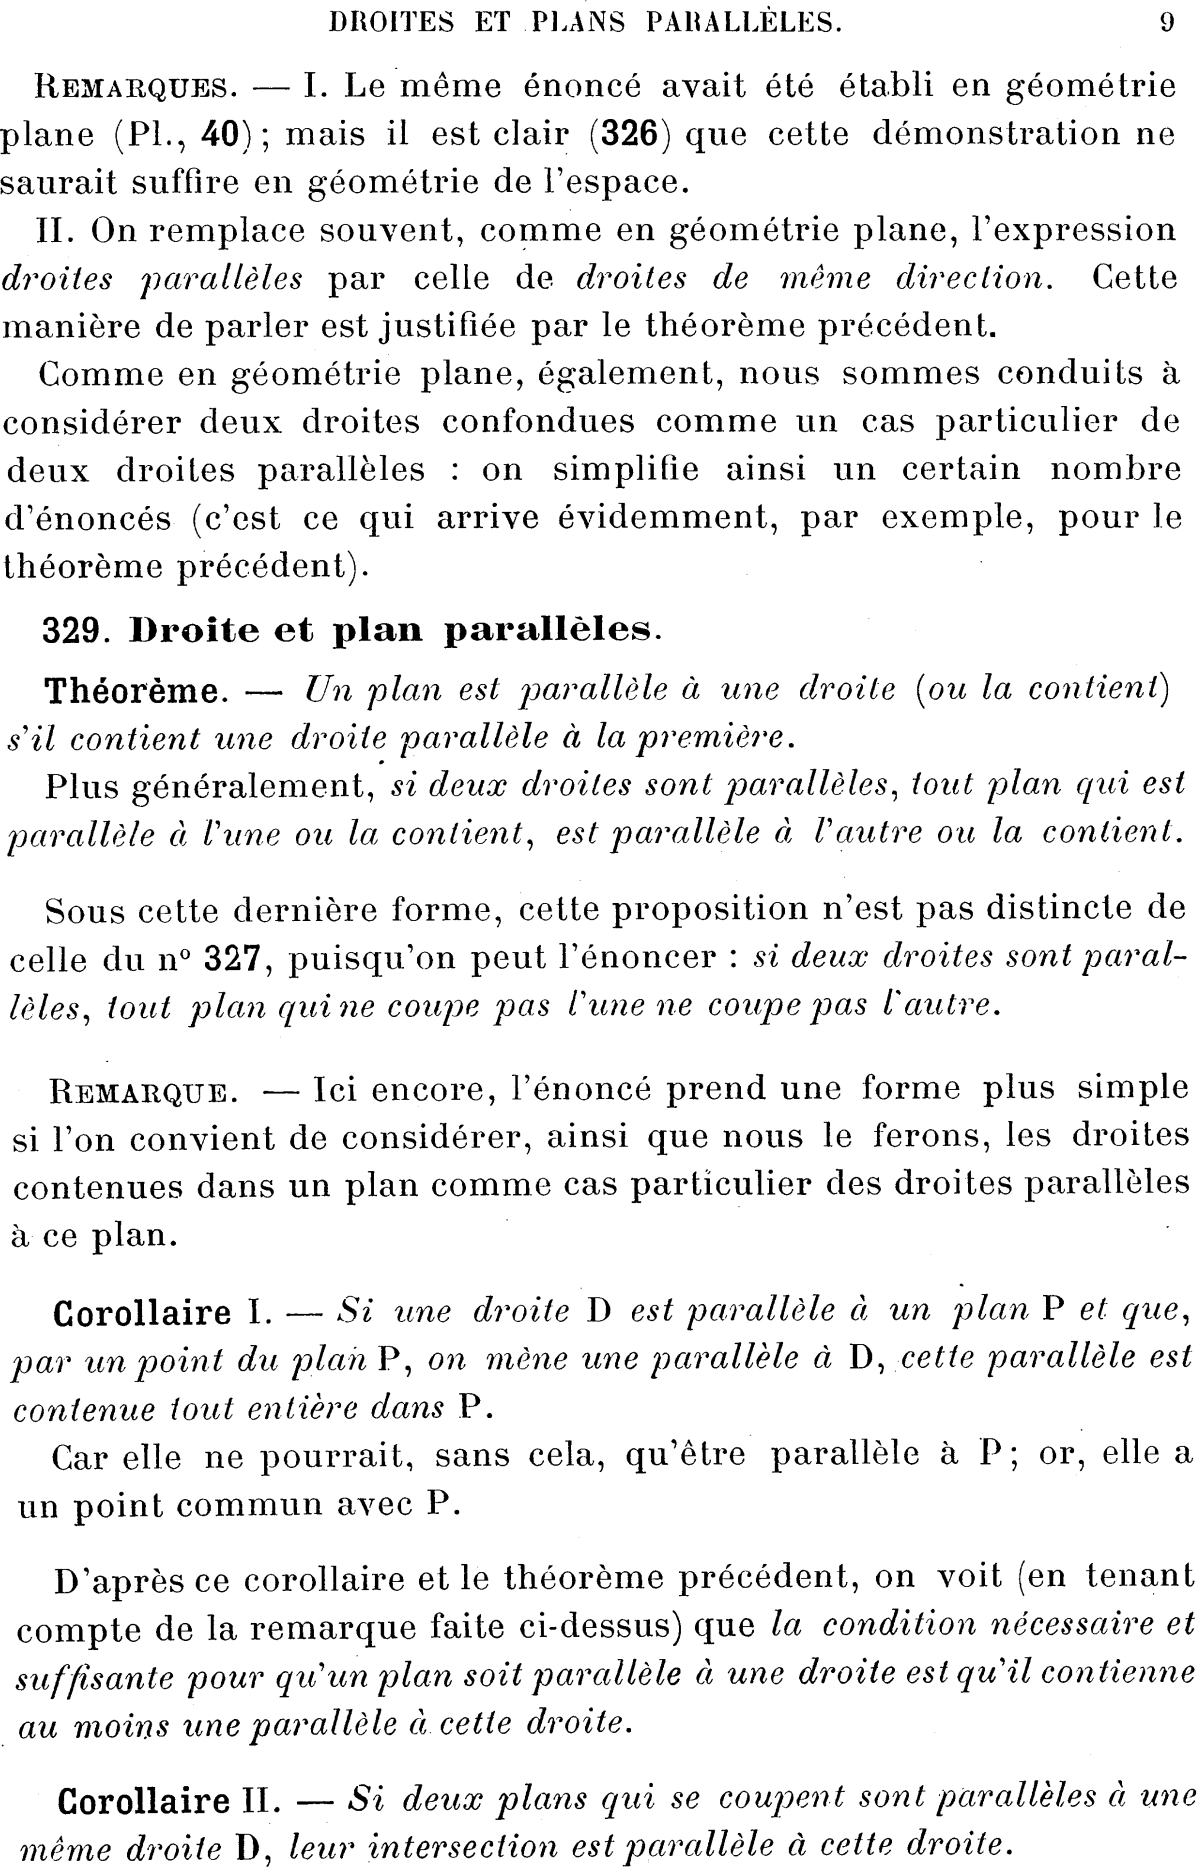 DROITES ET PLANS PARALLÈLES. 9
REMARQUES. — I. Le même énoncé avait été établi en géométrie
plane (Pl., 40); mais il est clair (326) que cette démonstration ne
saurait suffire en géométrie de l'espace.
II. On remplace souvent, comme en géométrie plane, l'expression
droites parallèles par celle de droites de même direction. Cette
manière de parler est justifiée par le théorème précédent.
Comme en géométrie plane, également, nous sommes conduits à
considérer deux droites confondues comme un cas particulier de
deux droites parallèles : on simplifie ainsi un certain nombre
d'énoncés (c'est ce qui arrive évidemment, par exemple, pour le
théorème précédent).
329. Droite et plan parallèles.
Théorème. — Un plan est parallèle à une droite (ou la contient)
s'il contient une droite parallèle à la première.
Plus généralement, si deux droites sont parallèles, tout plan qui est
parallèle à l'une ou la contient, est parallèle à l'autre ou la contient.
Sous cette dernière forme, cette proposition n'est pas distincte de
celle du nº 327, puisqu'on peut l'énoncer : si deux droites sont paral-
lèles, tout plan qui ne coupe pas l'une ne coupe pas l'autre.
REMARQUE. — Ici encore, l'énoncé prend une forme plus simple
si l'on convient de considérer, ainsi que nous le ferons, les droites
contenues dans un plan comme cas particulier des droites parallèles
à ce plan.
Corollaire I. — Si une droite D est parallèle à un plan P et que,
par un point du plan P, on mène une parallèle à D, cette parallèle est
contenue tout entière dans P.
Car elle ne pourrait, sans cela, qu'être parallèle à P; or, elle a
un point commun avec P.
D'après ce corollaire et le théorème précédent, on voit (en tenant
compte de la remarque faite ci-dessus) que la condition nécessaire et
suffisante pour qu'un plan soit parallèle à une droite est qu'il contienne
au moins une parallèle à cette droite.
Corollaire II. — Si deux plans qui se coupent sont parallèles à une
même droite D, leur intersection est parallèle à cette droite.